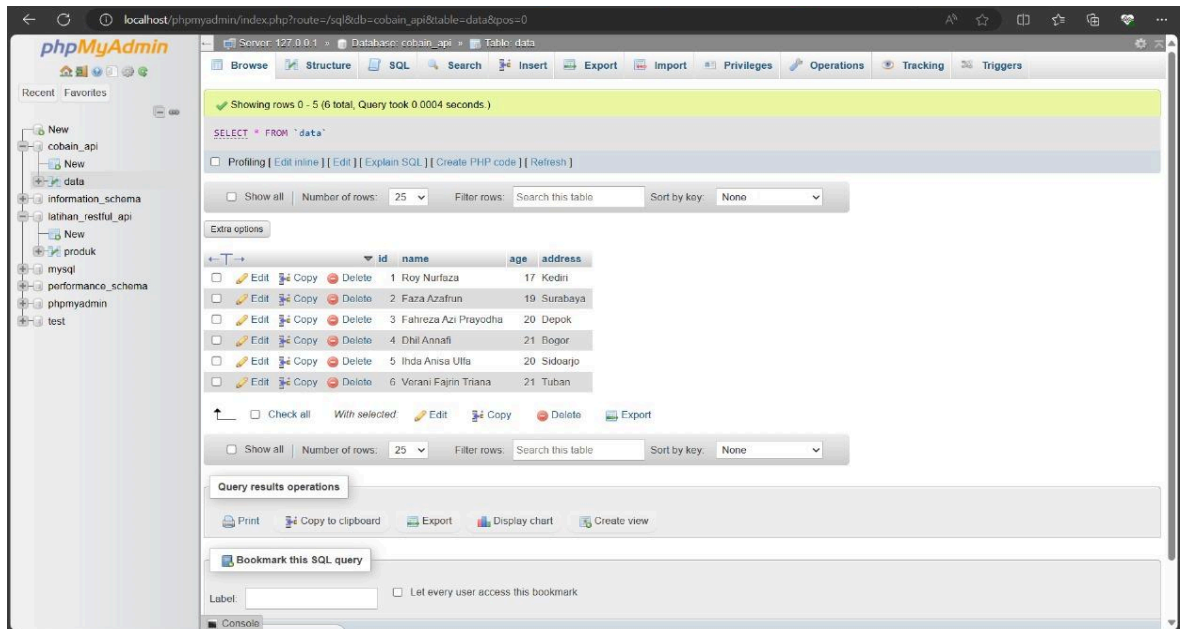 localhost/phpmyadmin/index.php?route=/sql&db=cobain_api&table=data&pos=0
phpMyAdmin
Recent Favorites
New
cobain_api
New
data
information_schema
latihan_restful_api
New
produk
mysql
performance_schema
phpmyadmin
test
Server: 127.0.0.1 » Database: cobain_api » Table: data
Browse Structure SQL Search Insert Export Import Privileges Operations Tracking Triggers
Showing rows 0 - 5 (6 total, Query took 0.0004 seconds.)
SELECT * FROM `data`
Profiling [ Edit inline ] [ Edit ] [ Explain SQL ] [ Create PHP code ] [ Refresh ]
Show all Number of rows: 25 Filter rows: Search this table Sort by key: None
Extra options
id name age address
Edit Copy Delete 1 Roy Nurfaza 17 Kediri
Edit Copy Delete 2 Faza Azafrun 19 Surabaya
Edit Copy Delete 3 Fahreza Azi Prayodha 20 Depok
Edit Copy Delete 4 Dhil Annafi 21 Bogor
Edit Copy Delete 5 Ihda Anisa Ulfa 20 Sidoarjo
Edit Copy Delete 6 Verani Fajrin Triana 21 Tuban
Check all With selected: Edit Copy Delete Export
Show all Number of rows: 25 Filter rows: Search this table Sort by key: None
Query results operations
Print Copy to clipboard Export Display chart Create view
Bookmark this SQL query
Label: Let every user access this bookmark
Console